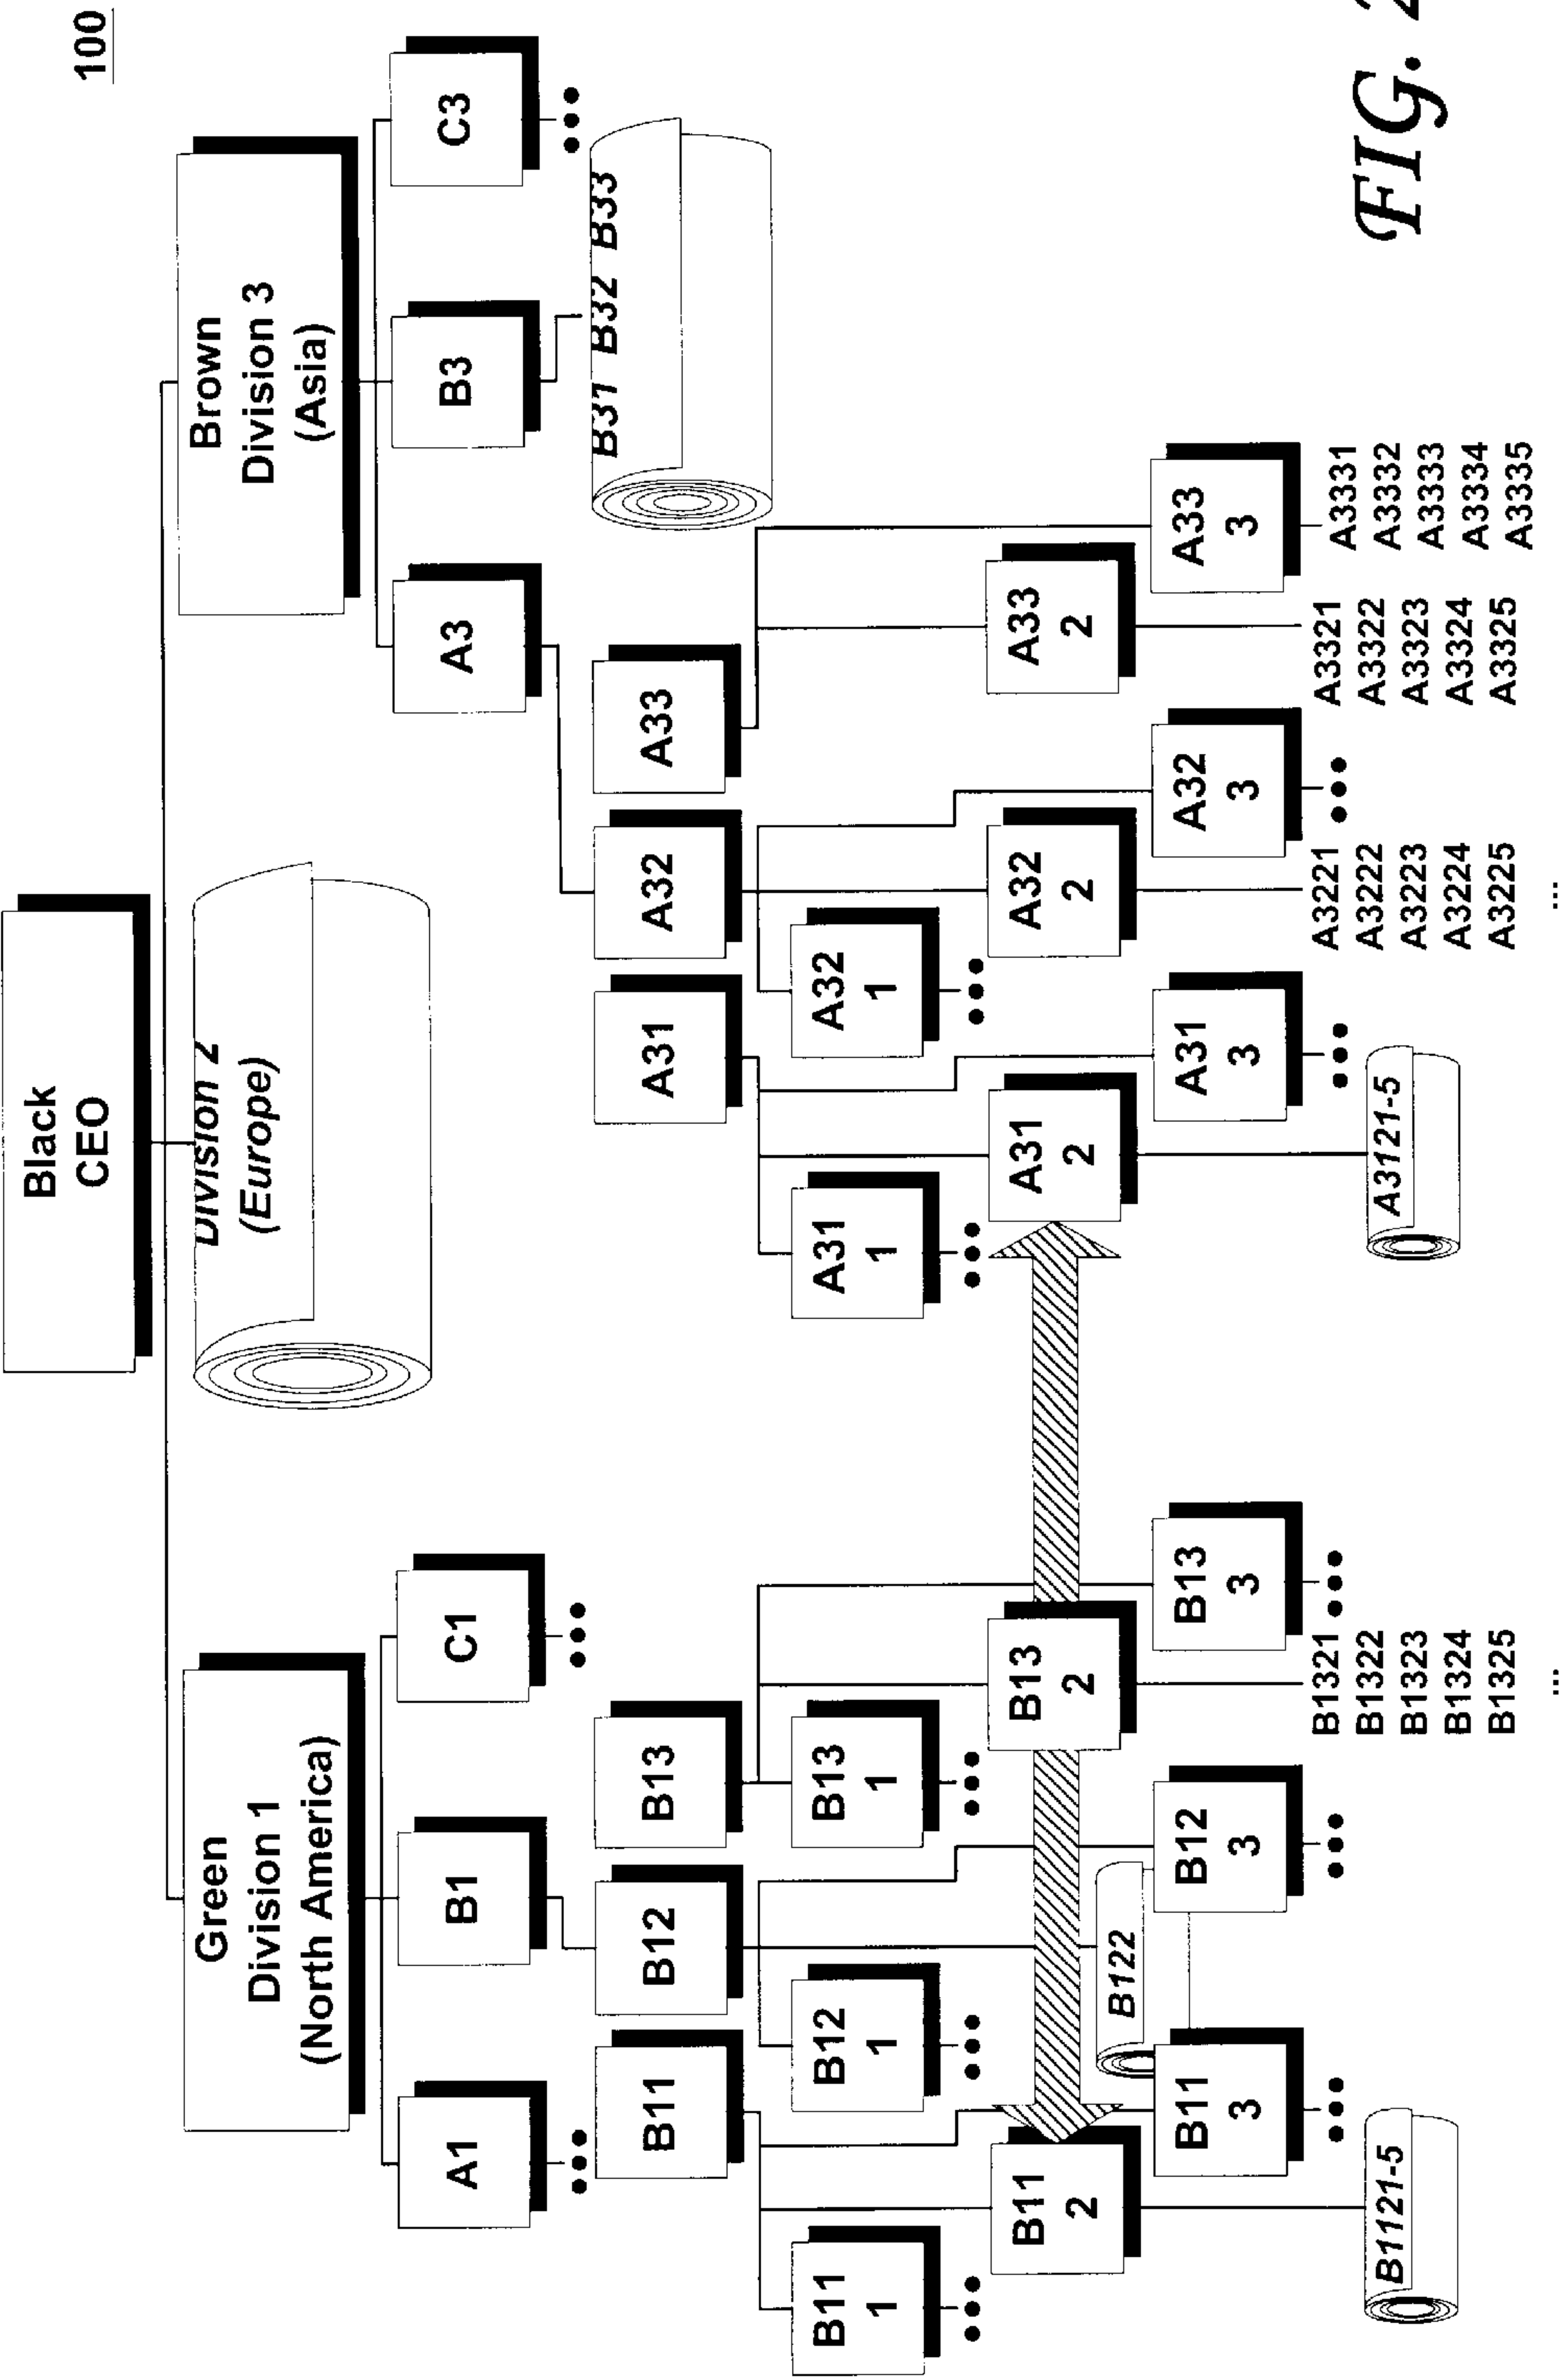 100
Black
CEO
Green
Division 1
(North America)
Division 2
(Europe)
Brown
Division 3
(Asia)
A1
B1
C1
A3
B3
C3
B11
B12
B13
A31
A32
A33
B31 B32 B33
B11
1
B12
1
B13
1
A31
1
A32
1
B11
2
B13
2
A31
2
A32
2
A33
2
B122
B11
3
B12
3
B13
3
A31
3
A32
3
A33
3
B1121-5
B1321
B1322
B1323
B1324
B1325
...
A3121-5
A3221
A3222
A3223
A3224
A3225
...
A3321
A3322
A3323
A3324
A3325
A3331
A3332
A3333
A3334
A3335
FIG. 2